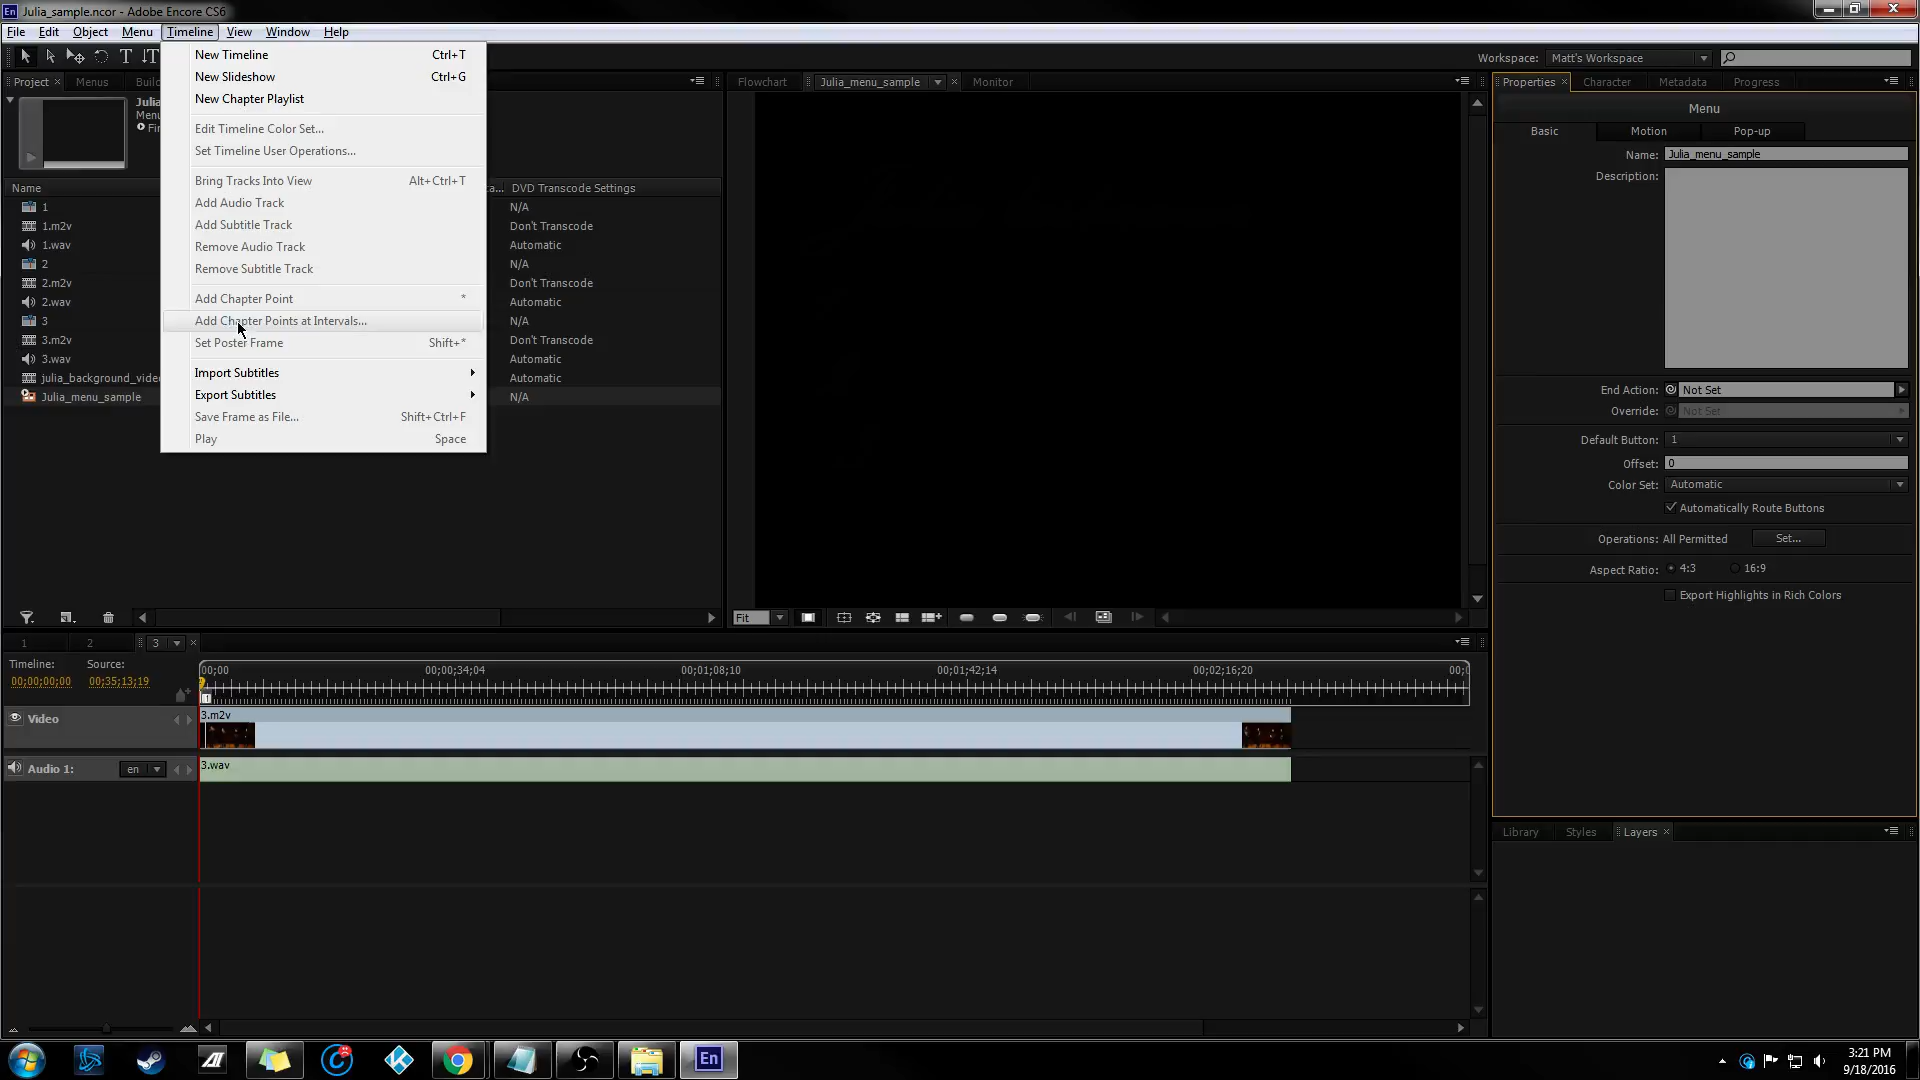 En Julia_sample.ncor - Adobe Encore CS6
File Edit Object Menu Timeline View Window Help
Workspace: Matt's Workspace
Project Menus
Flowchart Julia_menu_sample Monitor
Properties Character Metadata Progress
New Timeline Ctrl+T
New Slideshow Ctrl+G
New Chapter Playlist
Edit Timeline Color Set...
Set Timeline User Operations...
Bring Tracks Into View Alt+Ctrl+T
Add Audio Track
Add Subtitle Track
Remove Audio Track
Remove Subtitle Track
Add Chapter Point *
Add Chapter Points at Intervals...
Set Poster Frame Shift+*
Import Subtitles
Export Subtitles
Save Frame as File... Shift+Ctrl+F
Play Space
Name DVD Transcode Settings
1 N/A
1.m2v Don't Transcode
1.wav Automatic
2 N/A
2.m2v Don't Transcode
2.wav Automatic
3 N/A
3.m2v Don't Transcode
3.wav Automatic
julia_background_vide Automatic
Julia_menu_sample N/A
Fit
Menu
Basic Motion Pop-up
Name: Julia_menu_sample
Description:
End Action: Not Set
Override: Not Set
Default Button: 1
Offset: 0
Color Set: Automatic
Automatically Route Buttons
Operations: All Permitted Set...
Aspect Ratio: 4:3 16:9
Export Highlights in Rich Colors
1 2 3
Timeline: Source:
00;00;00;00 00;35;13;19
00;00 00;00;34;04 00;01;08;10 00;01;42;14 00;02;16;20
Video
3.m2v
Audio 1: en
3.wav
Library Styles Layers
En
3:21 PM
9/18/2016